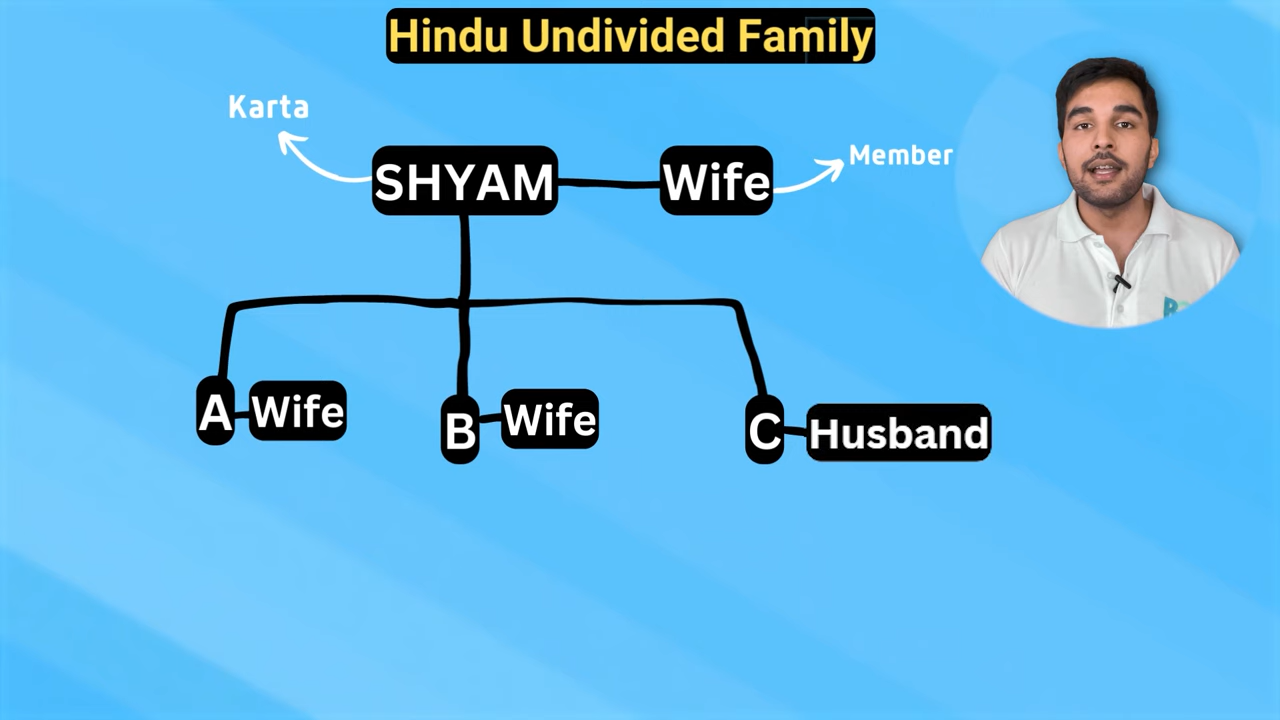 Hindu Undivided Family
Karta
SHYAM
Wife
Member
A
Wife
B
Wife
C
Husband